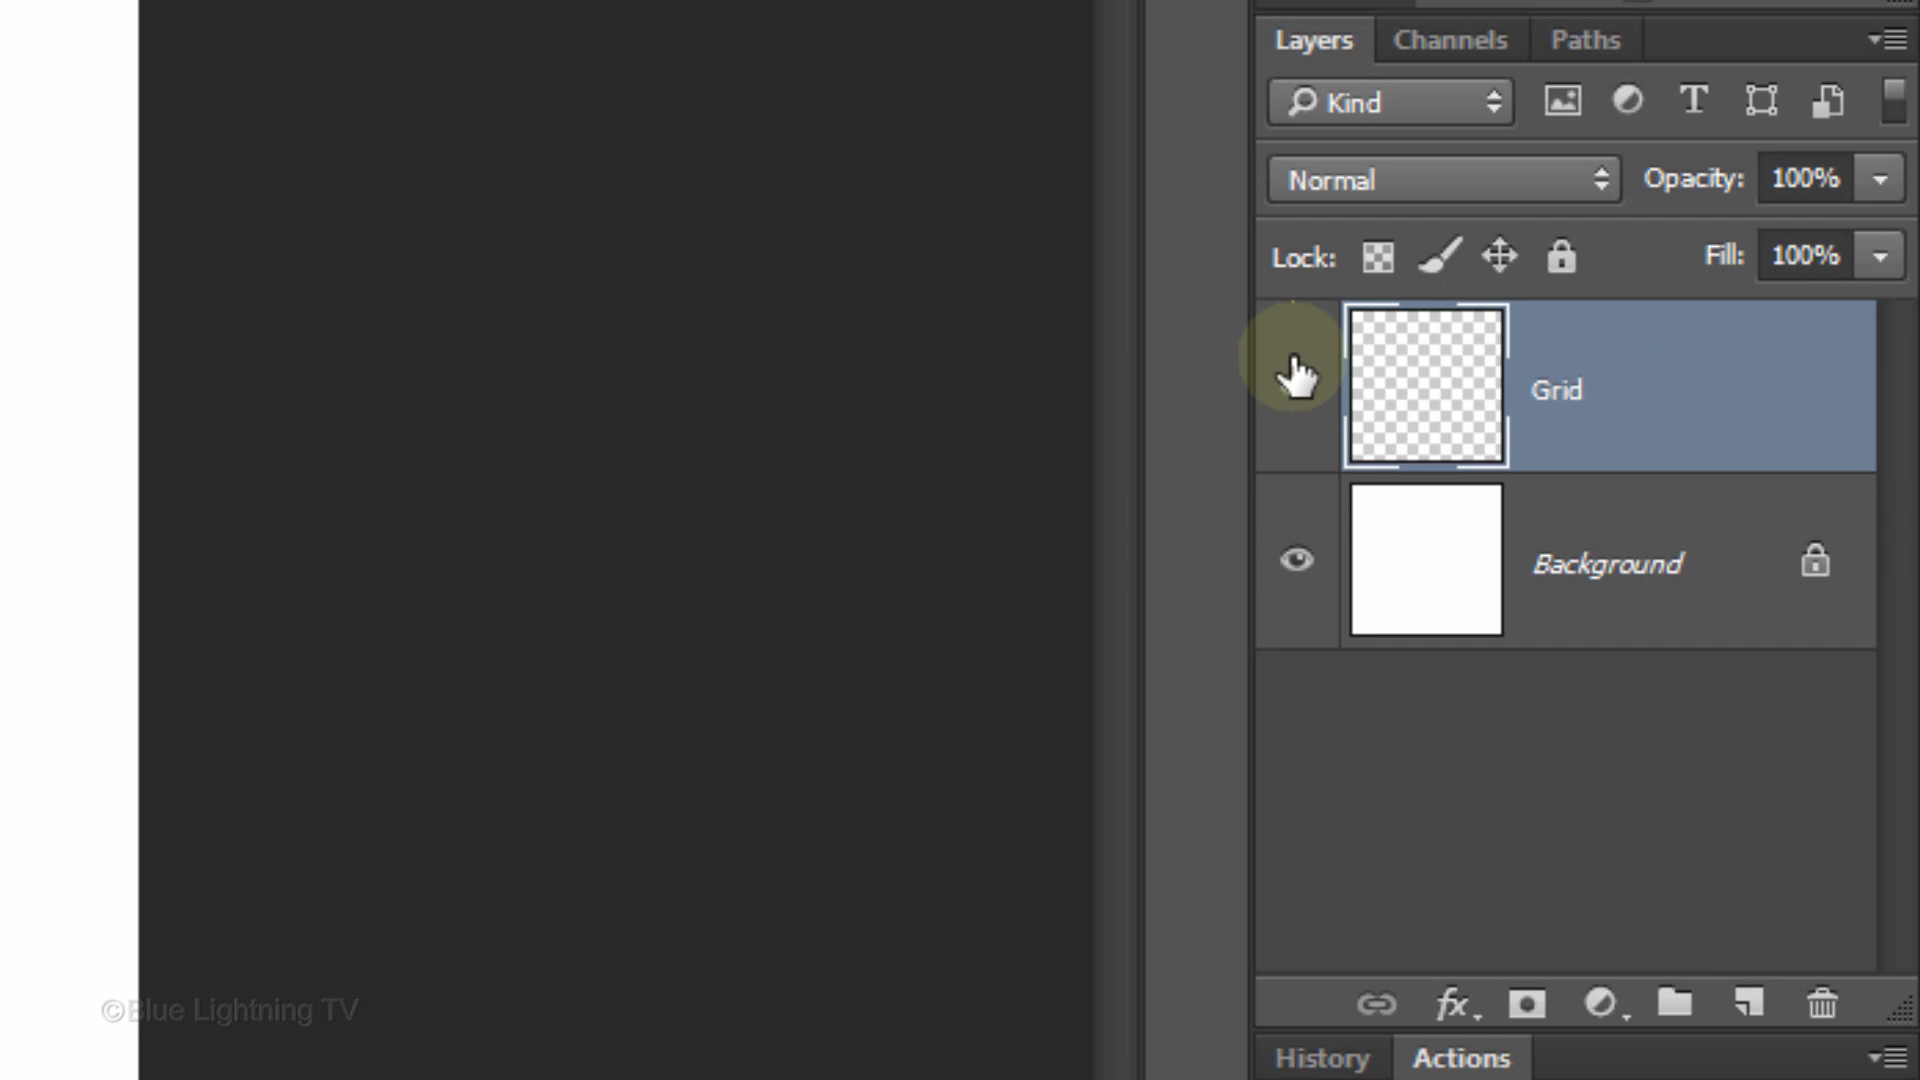 Layers Channels Paths
Kind
Normal Opacity: 100%
Lock: Fill: 100%
Grid
Background
fx
©Blue Lightning TV
History Actions